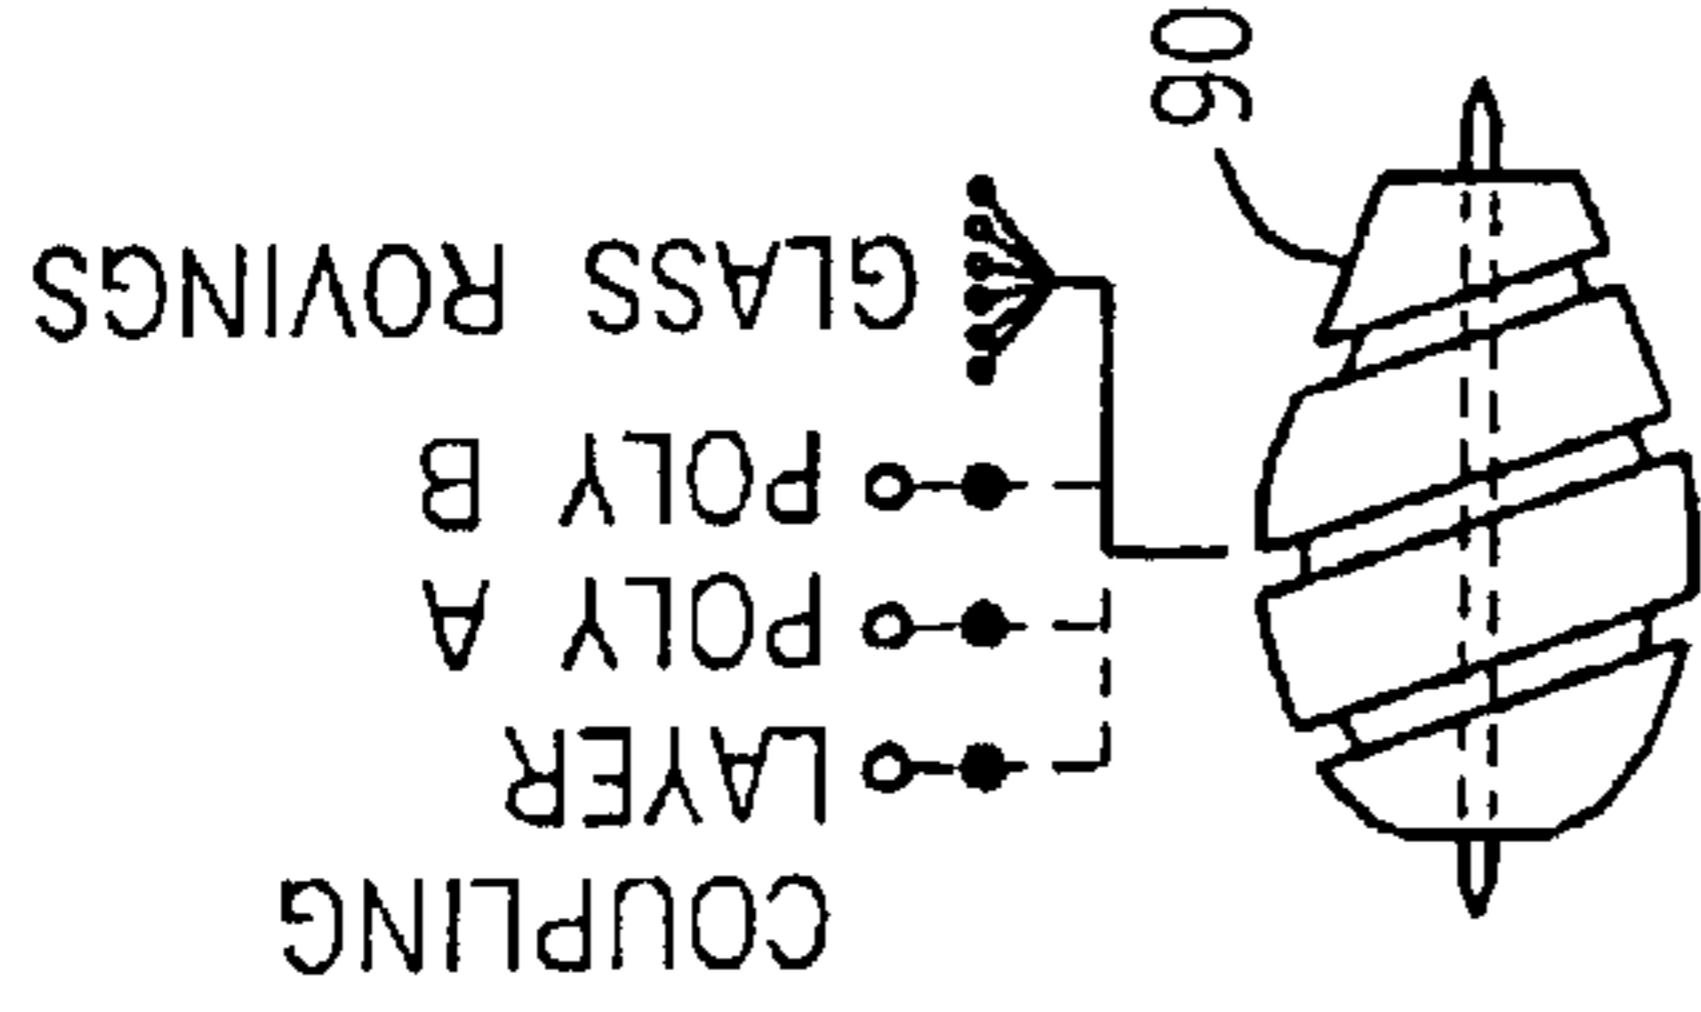 COUPLING
LAYER
POLY A
POLY B
GLASS ROVINGS
90